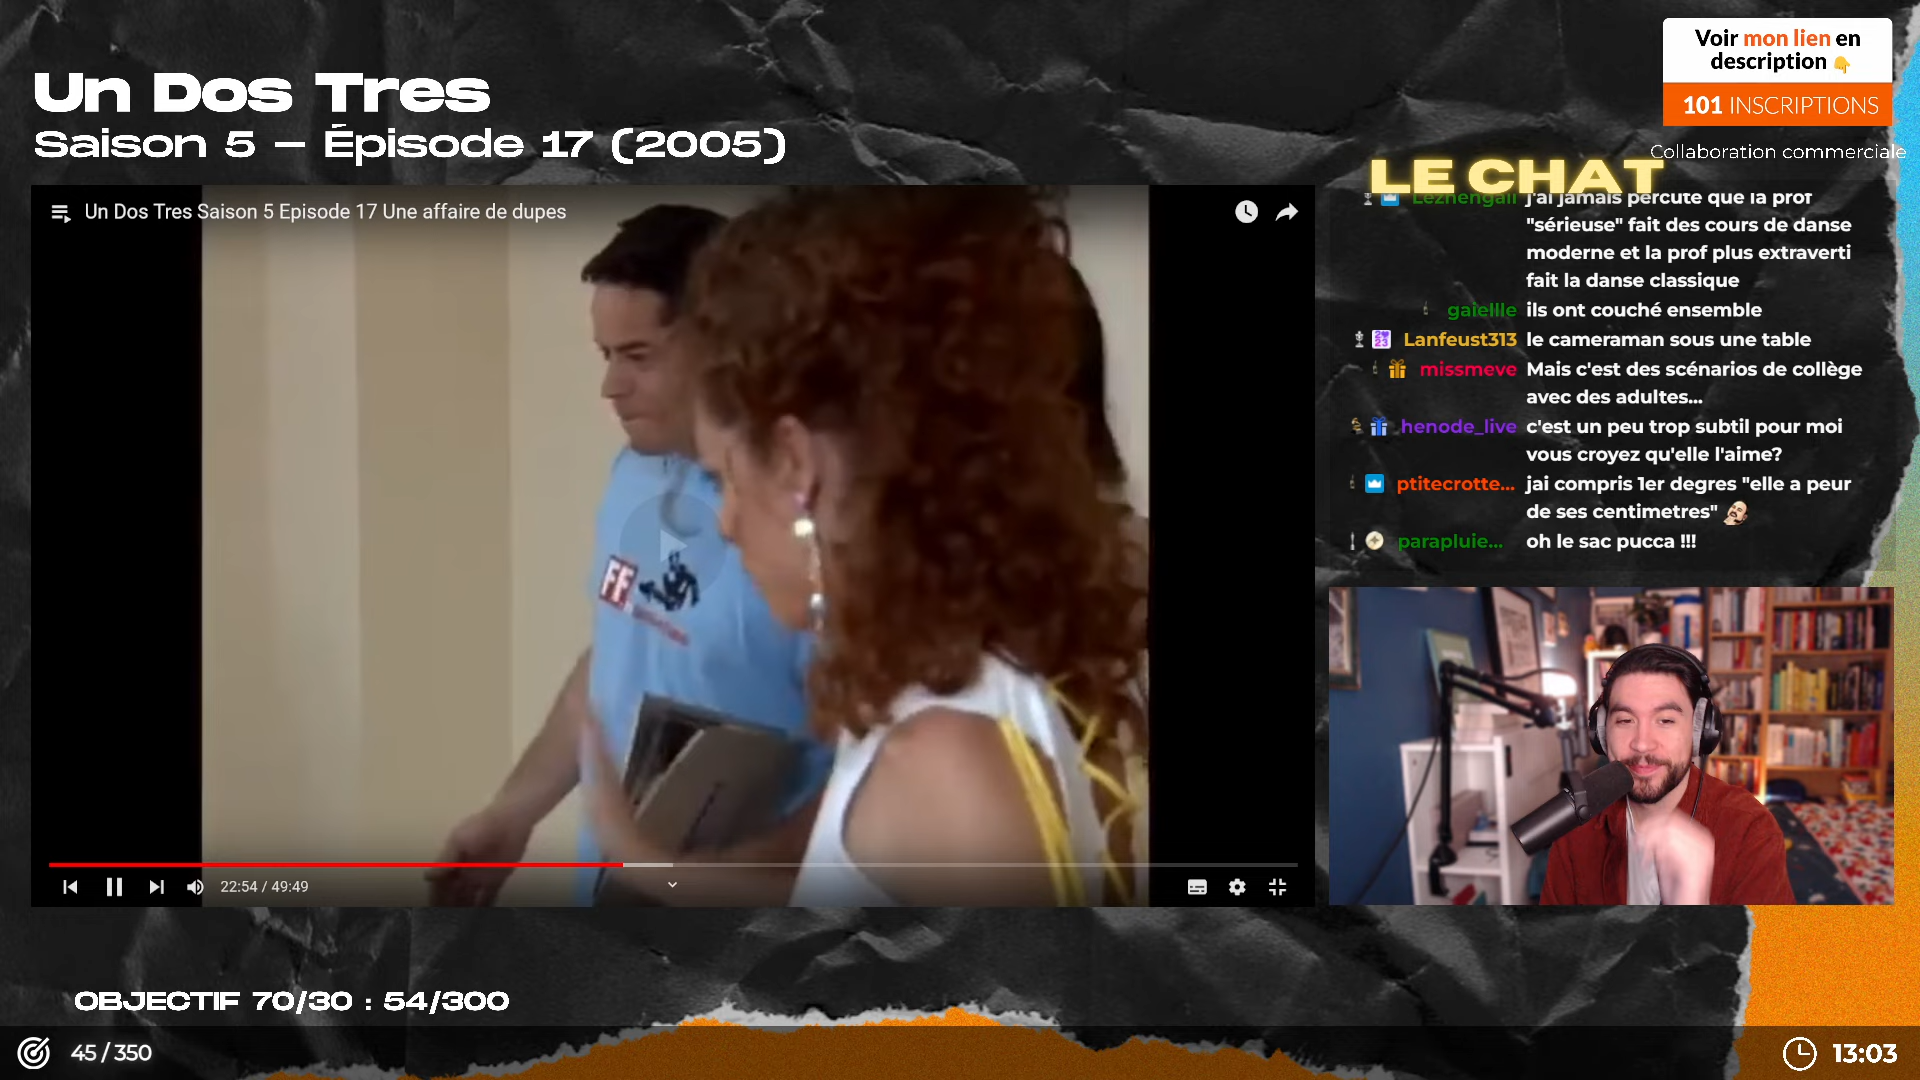 Un Dos Tres
Saison 5 – Épisode 17 (2005)
Voir mon lien en
description
101 INSCRIPTIONS
Collaboration commerciale
LE CHAT
Un Dos Tres Saison 5 Episode 17 Une affaire de dupes
Lezhengail j'ai jamais percuté que la prof
"sérieuse" fait des cours de danse
moderne et la prof plus extraverti
fait la danse classique
gaiellle ils ont couché ensemble
Lanfeust313 le cameraman sous une table
missmeve Mais c'est des scénarios de collège
avec des adultes...
henode_live c'est un peu trop subtil pour moi
vous croyez qu'elle l'aime?
ptitecrotte... jai compris 1er degres "elle a peur
de ses centimetres"
parapluie... oh le sac pucca !!!
FF
22:54 / 49:49
OBJECTIF 70/30 : 54/300
45 / 350
13:03